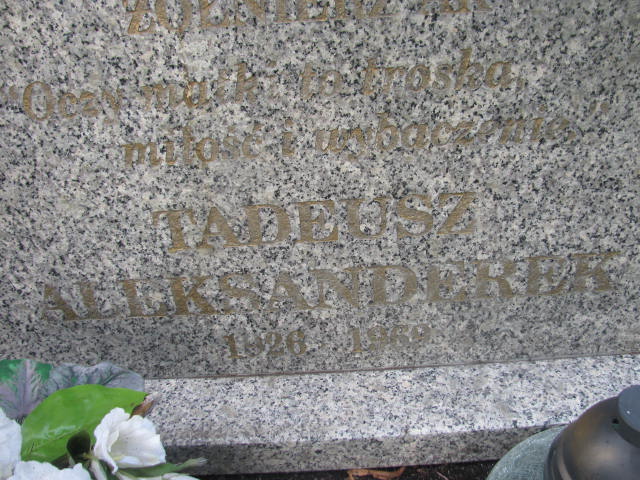 "Oczy matki to troska,
miłość i wybaczenie."
TADEUSZ
ALEKSANDEREK
1926 - 1969